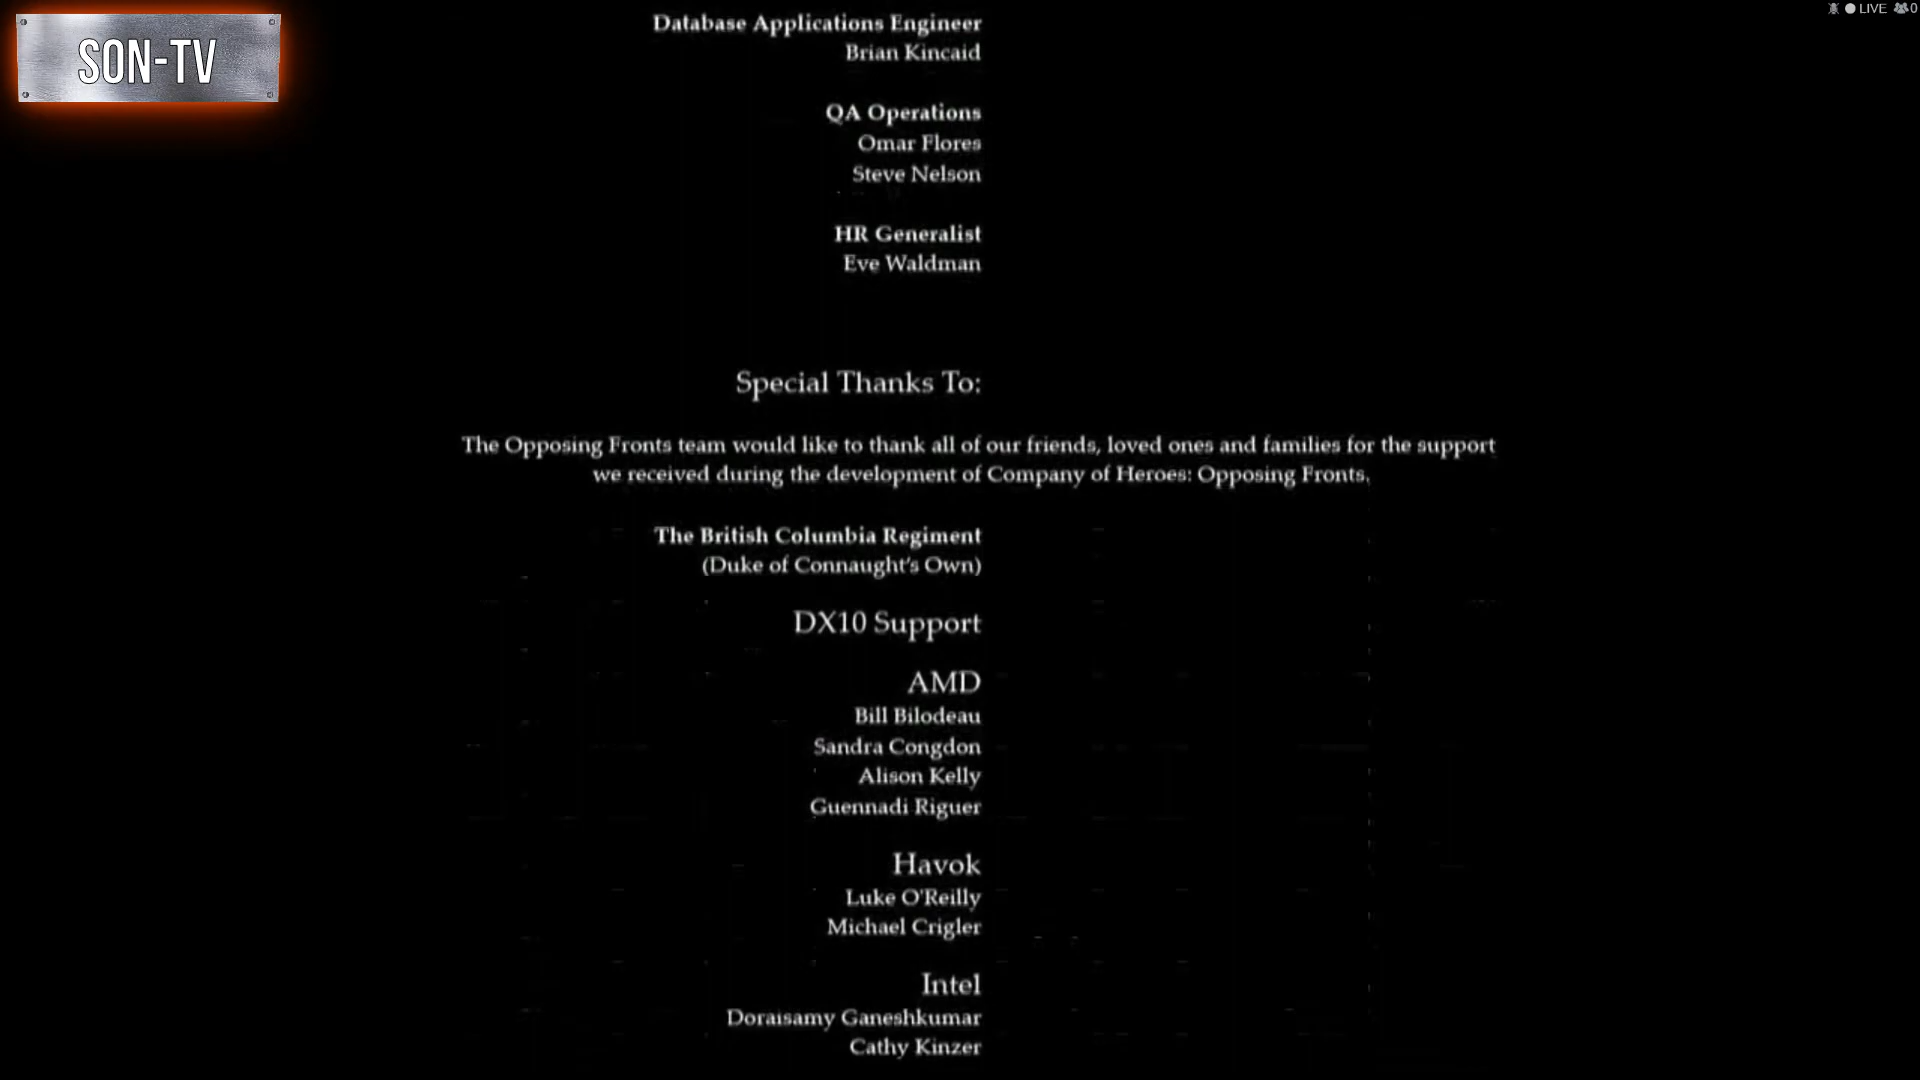 SON-TV
LIVE 0
Database Applications Engineer
Brian Kincaid
QA Operations
Omar Flores
Steve Nelson
HR Generalist
Eve Waldman
Special Thanks To:
The Opposing Fronts team would like to thank all of our friends, loved ones and families for the support
we received during the development of Company of Heroes: Opposing Fronts.
The British Columbia Regiment
(Duke of Connaught's Own)
DX10 Support
AMD
Bill Bilodeau
Sandra Congdon
Alison Kelly
Guennadi Riguer
Havok
Luke O'Reilly
Michael Crigler
Intel
Doraisamy Ganeshkumar
Cathy Kinzer